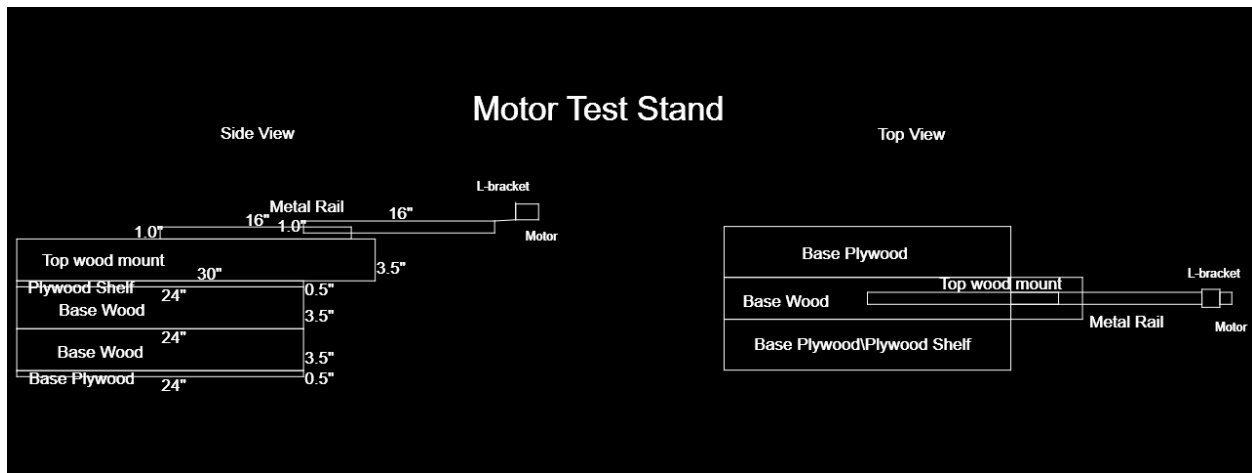 Motor Test Stand
Side View
Top View
L-bracket
Metal Rail
16"
16"
1.0"
1.0"
Motor
Top wood mount
3.5"
30"
Plywood Shelf
0.5"
24"
Base Wood
3.5"
24"
Base Wood
3.5"
Base Plywood
0.5"
24"
Base Plywood
L-bracket
Top wood mount
Base Wood
Metal Rail
Motor
Base Plywood\Plywood Shelf